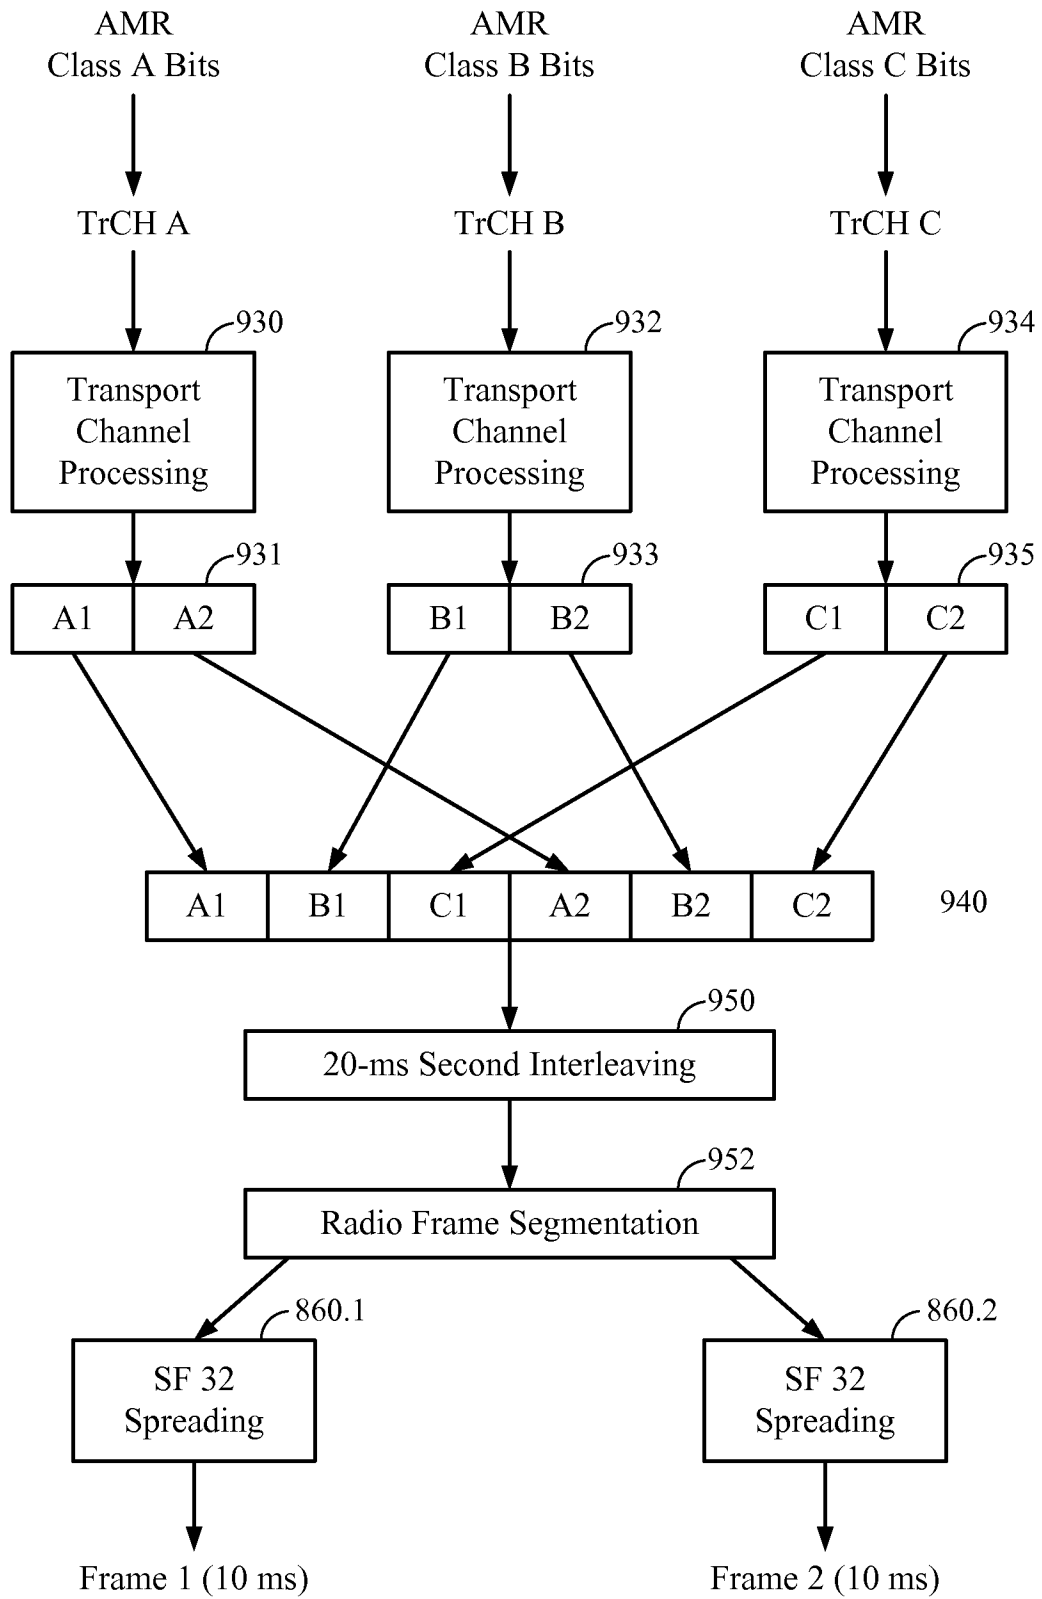 AMR
Class A Bits
AMR
Class B Bits
AMR
Class C Bits
TrCH A
TrCH B
TrCH C
930
932
934
Transport
Channel
Processing
Transport
Channel
Processing
Transport
Channel
Processing
931
933
935
A1
A2
B1
B2
C1
C2
A1
B1
C1
A2
B2
C2
940
950
20-ms Second Interleaving
952
Radio Frame Segmentation
860.1
860.2
SF 32
Spreading
SF 32
Spreading
Frame 1 (10 ms)
Frame 2 (10 ms)